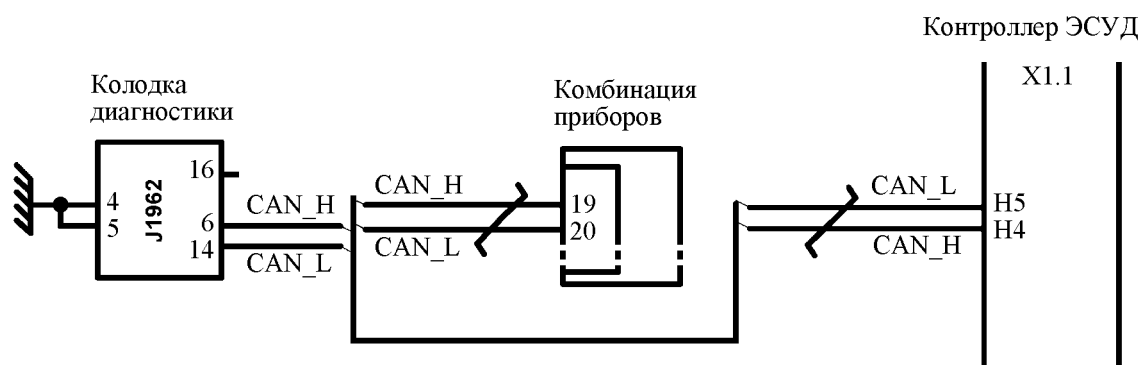 Контроллер ЭСУД
X1.1
Колодка
диагностики
Комбинация
приборов
J1962
16
4
5
6
14
CAN_H
CAN_L
CAN_H
CAN_L
19
20
CAN_L
CAN_H
H5
H4